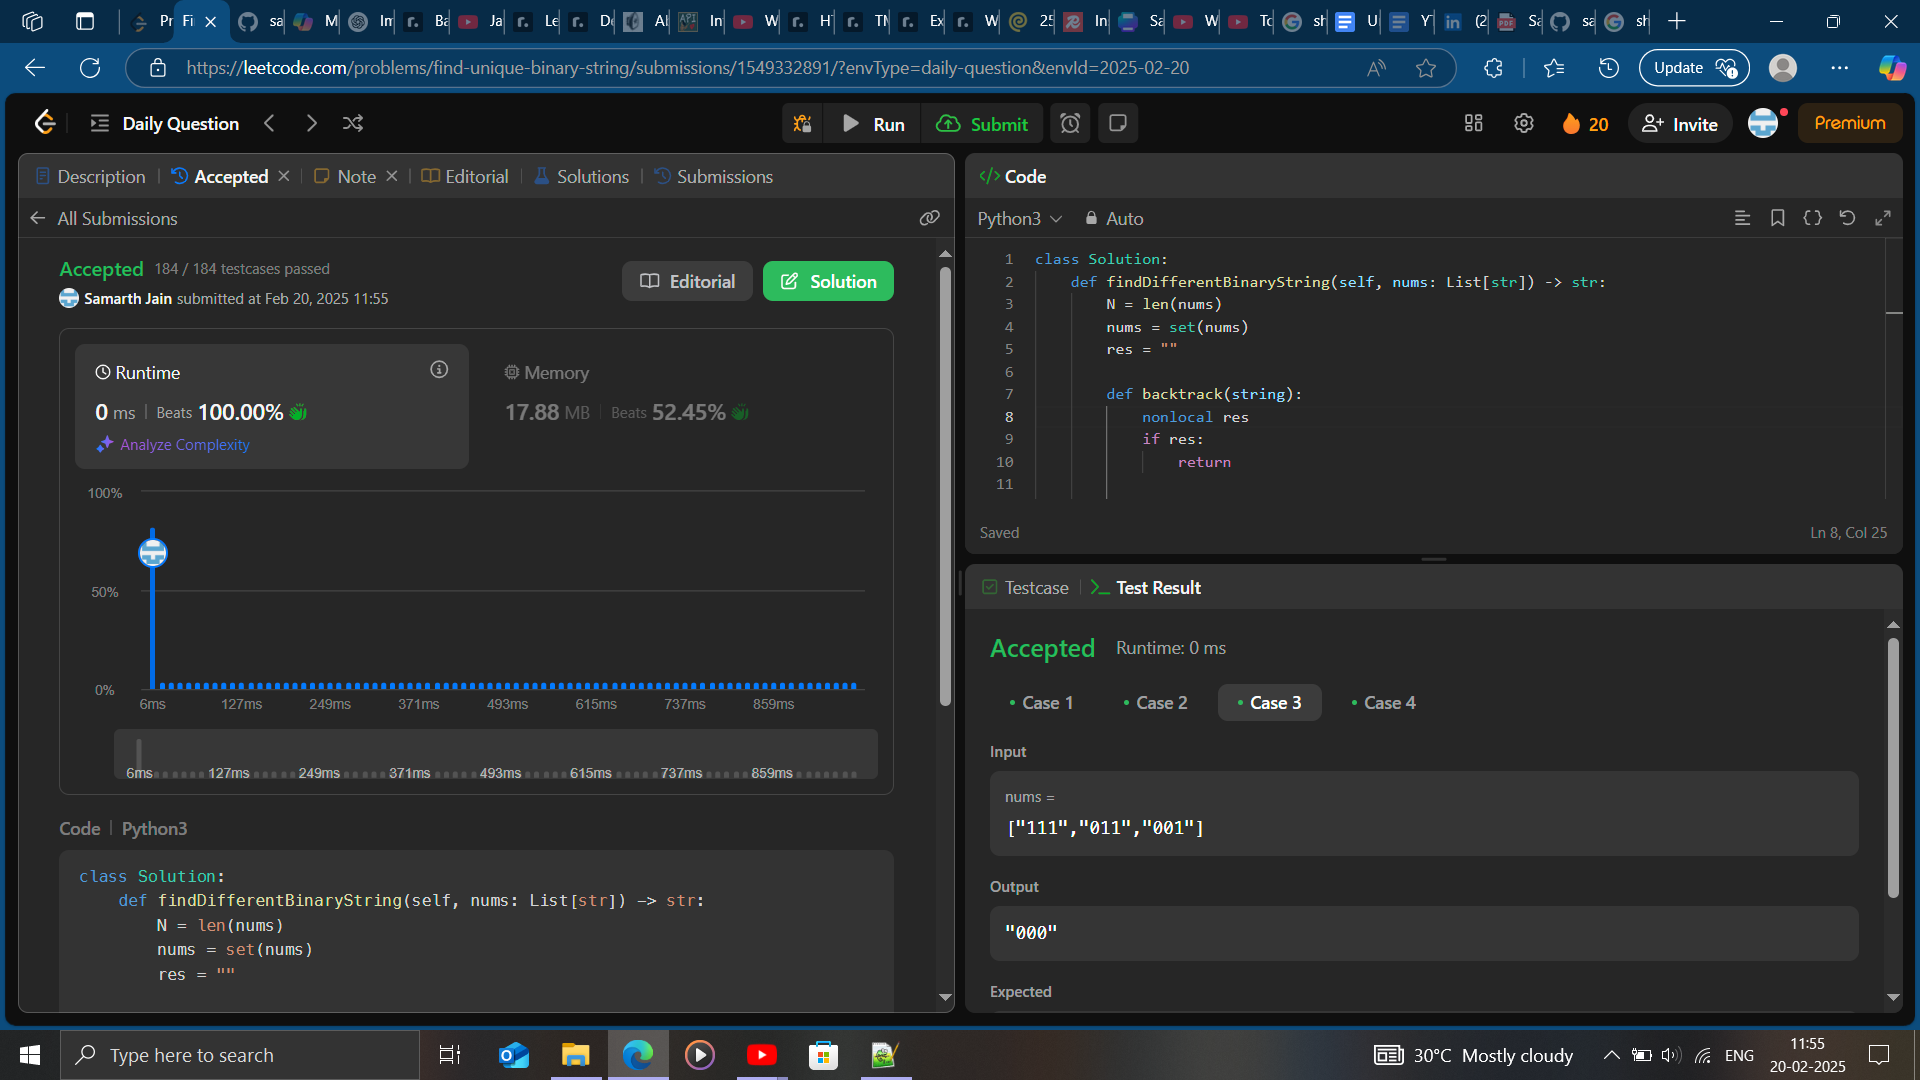 Pr
Fi
sa
M
In
Ba
Ja
Le
De
Al
In
W
H
TM
Ex
W
25
In
Sa
W
To
sh
U
Y
(2
Sa
sa
sh
https://leetcode.com/problems/find-unique-binary-string/submissions/1549332891/?envType=daily-question&envId=2025-02-20
Update
Daily Question
Run
Submit
20
Invite
Premium
Description
Accepted
Note
Editorial
Solutions
Submissions
All Submissions
Accepted 184 / 184 testcases passed
Samarth Jain submitted at Feb 20, 2025 11:55
Editorial
Solution
Runtime
0 ms Beats 100.00%
Analyze Complexity
Memory
17.88 MB Beats 52.45%
100%
50%
0%
6ms 127ms 249ms 371ms 493ms 615ms 737ms 859ms
6ms 127ms 249ms 371ms 493ms 615ms 737ms 859ms
Code | Python3
class Solution:
def findDifferentBinaryString(self, nums: List[str]) -> str:
N = len(nums)
nums = set(nums)
res = ""
</> Code
Python3 Auto
1 class Solution:
2 def findDifferentBinaryString(self, nums: List[str]) -> str:
3 N = len(nums)
4 nums = set(nums)
5 res = ""
6
7 def backtrack(string):
8 nonlocal res
9 if res:
10 return
11
Saved
Ln 8, Col 25
Testcase
Test Result
Accepted Runtime: 0 ms
Case 1
Case 2
Case 3
Case 4
Input
nums =
["111","011","001"]
Output
"000"
Expected
Type here to search
30°C Mostly cloudy
ENG
11:55
20-02-2025